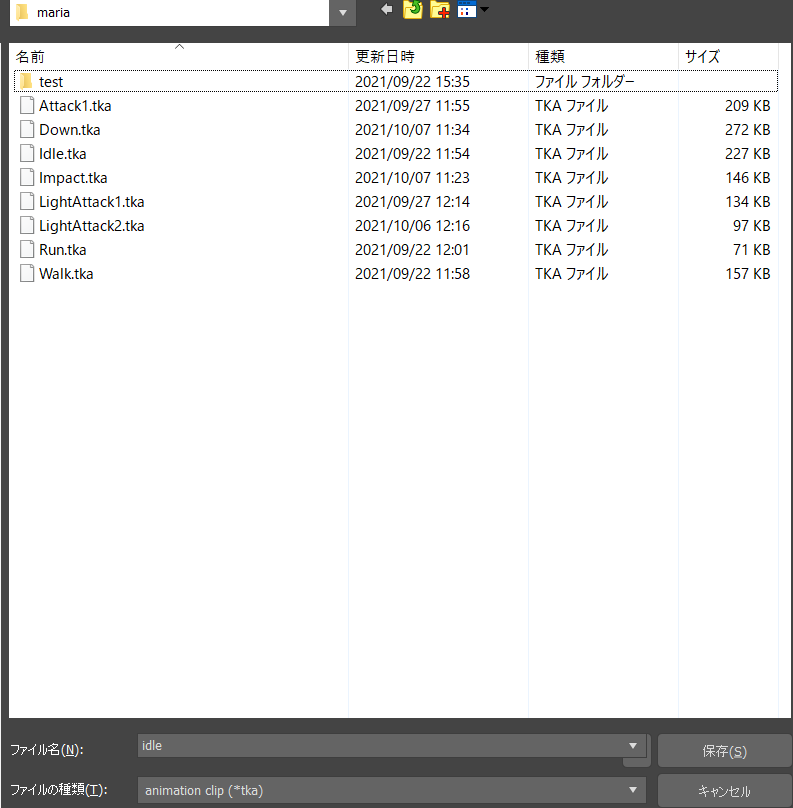 maria
名前 更新日時 種類 サイズ
test 2021/09/22 15:35 ファイル フォルダー
Attack1.tka 2021/09/27 11:55 TKA ファイル 209 KB
Down.tka 2021/10/07 11:34 TKA ファイル 272 KB
Idle.tka 2021/09/22 11:54 TKA ファイル 227 KB
Impact.tka 2021/10/07 11:23 TKA ファイル 146 KB
LightAttack1.tka 2021/09/27 12:14 TKA ファイル 134 KB
LightAttack2.tka 2021/10/06 12:16 TKA ファイル 97 KB
Run.tka 2021/09/22 12:01 TKA ファイル 71 KB
Walk.tka 2021/09/22 11:58 TKA ファイル 157 KB
ファイル名(N): idle 保存(S)
ファイルの種類(T): animation clip (*tka) キャンセル